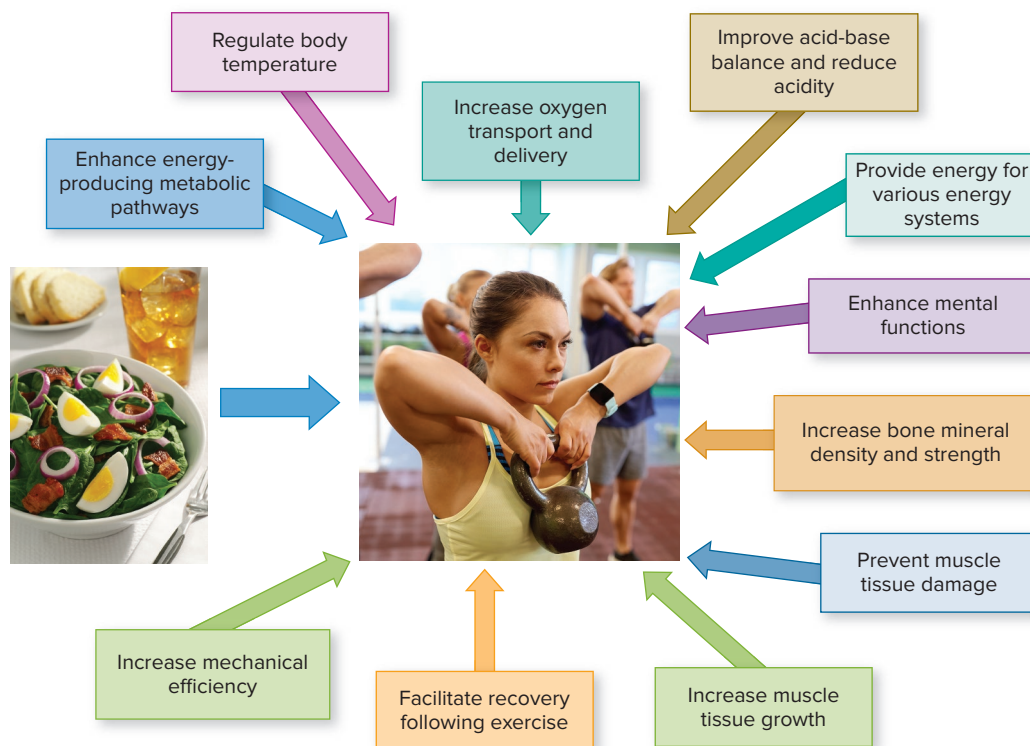 Regulate body
temperature
Improve acid-base
balance and reduce
acidity
Increase oxygen
transport and
delivery
Enhance energy-
producing metabolic
pathways
Provide energy for
various energy
systems
Enhance mental
functions
Increase bone mineral
density and strength
Prevent muscle
tissue damage
Increase mechanical
efficiency
Facilitate recovery
following exercise
Increase muscle
tissue growth